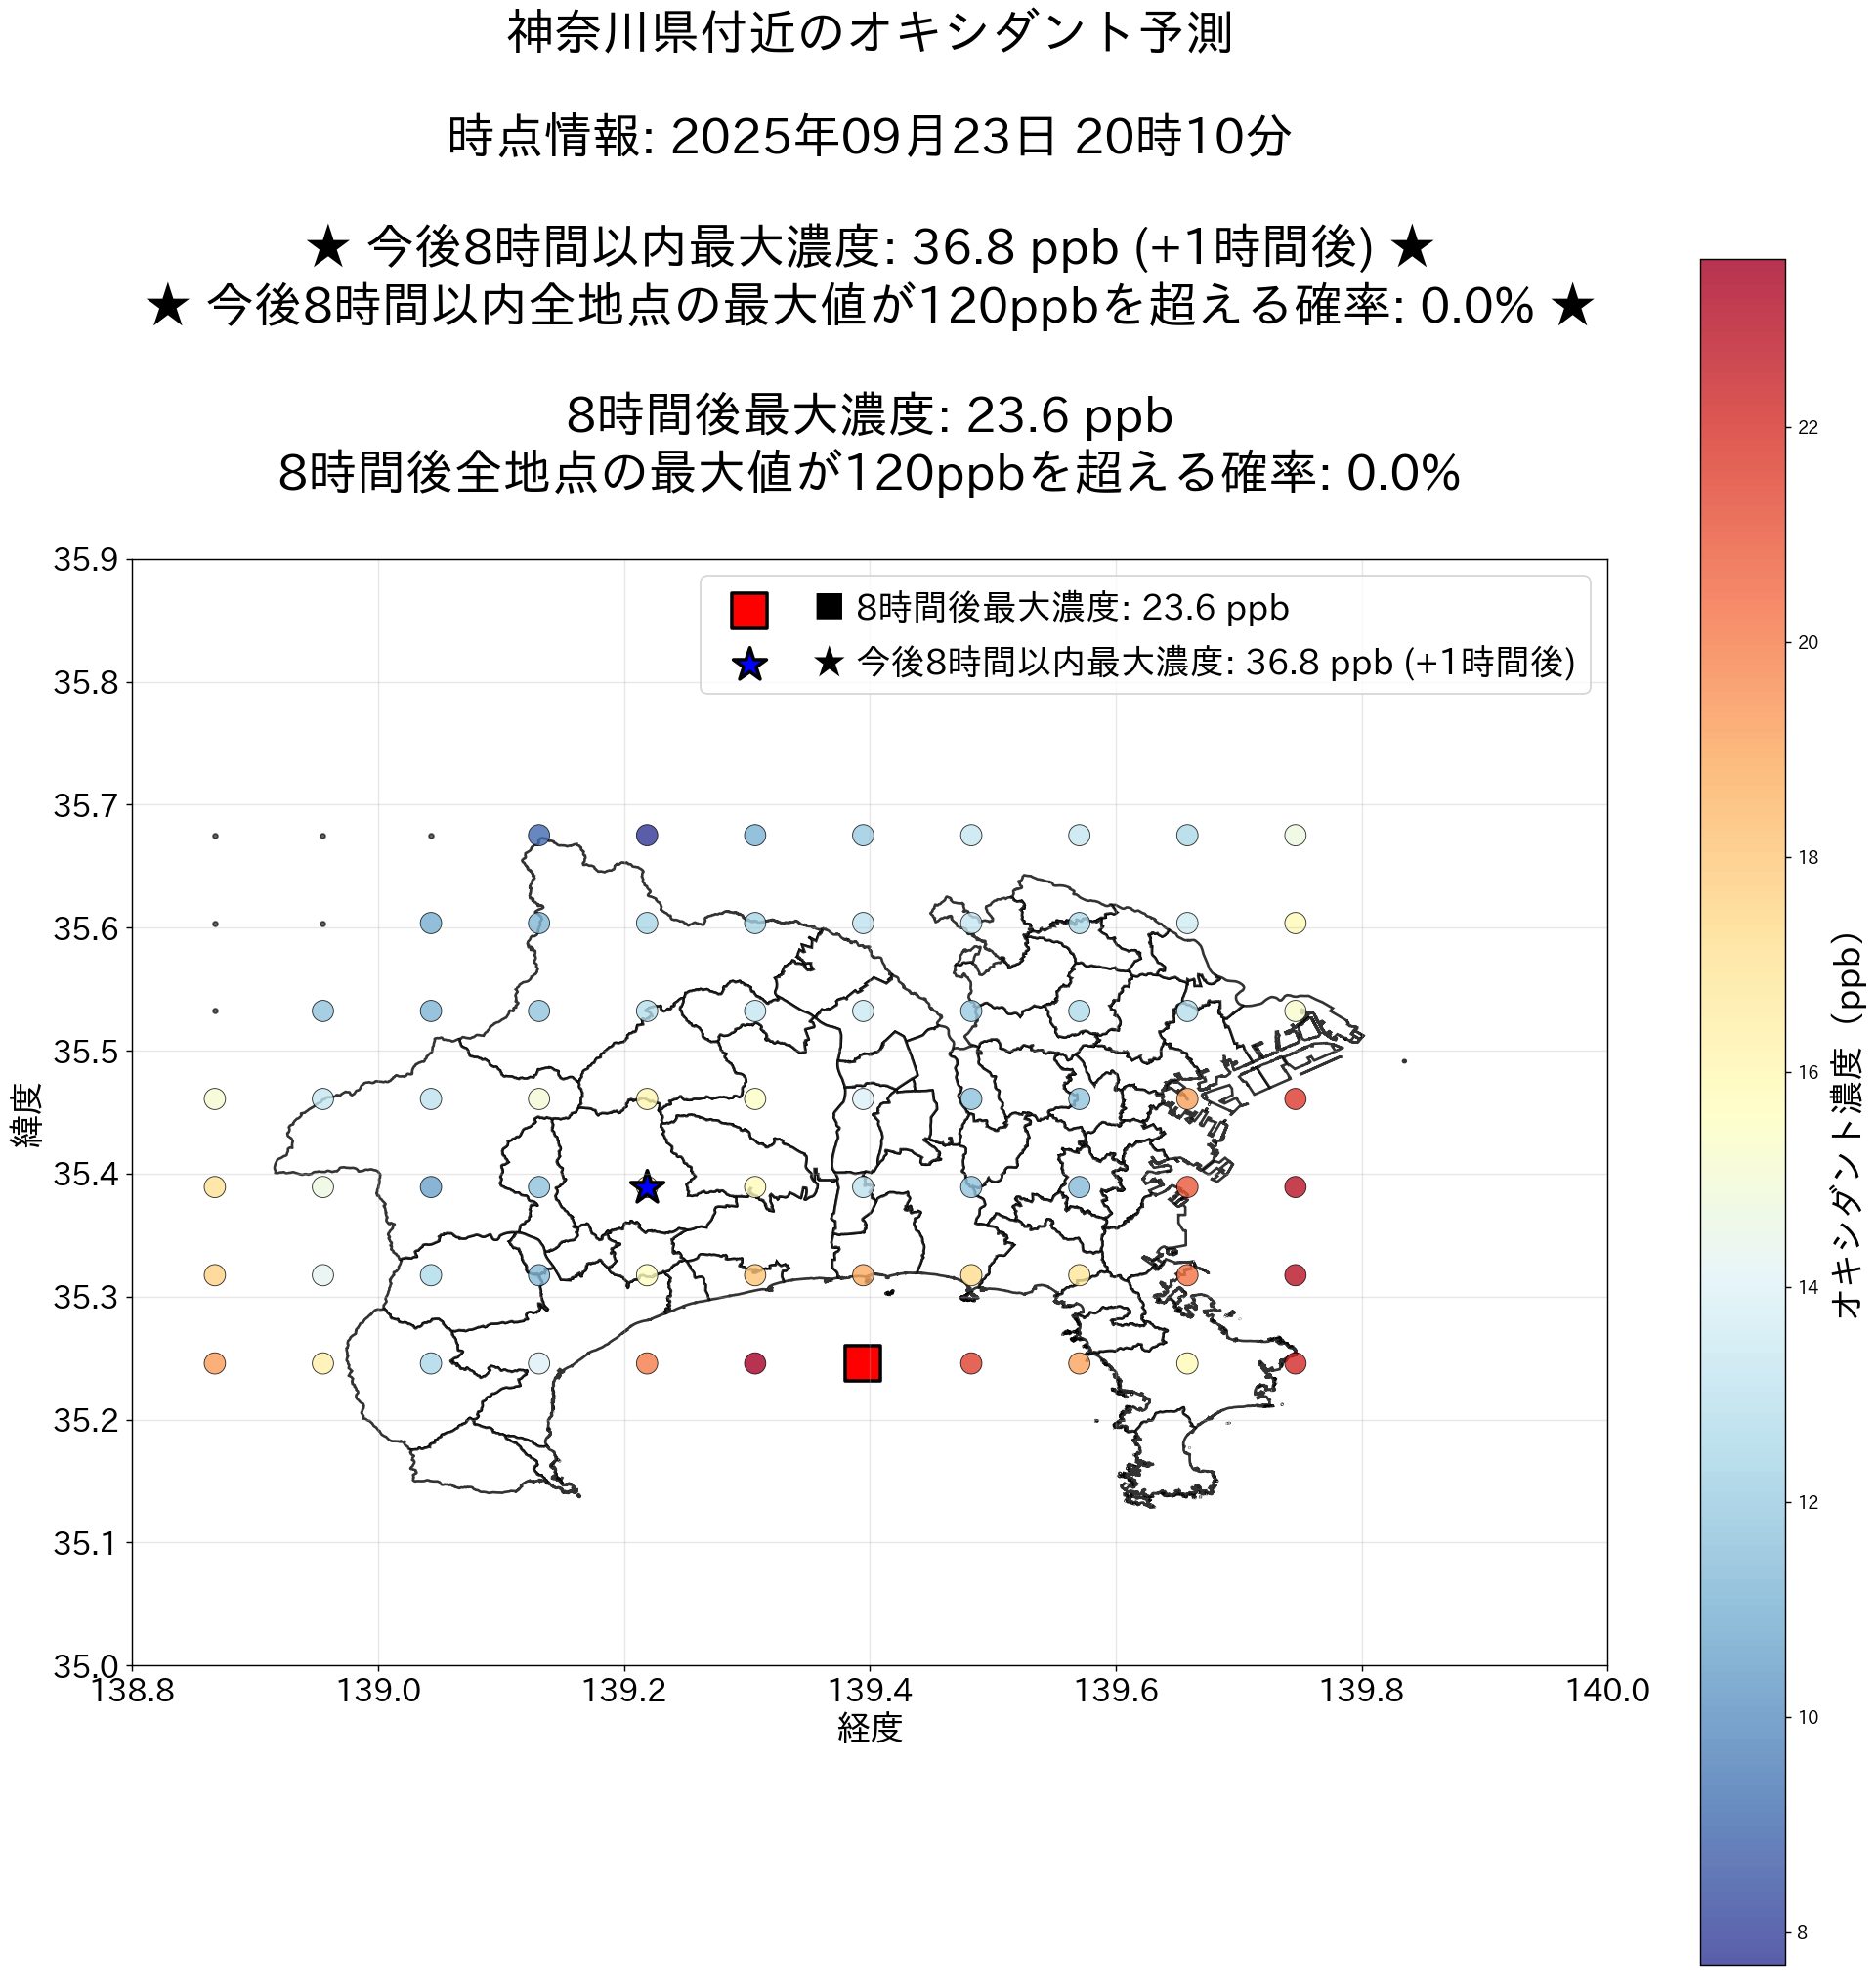 神奈川県付近のオキシダント予測
時点情報: 2025年09月23日 20時10分
★ 今後8時間以内最大濃度: 36.8 ppb (+1時間後) ★
★ 今後8時間以内全地点の最大値が120ppbを超える確率: 0.0% ★
8時間後最大濃度: 23.6 ppb
8時間後全地点の最大値が120ppbを超える確率: 0.0%
■ 8時間後最大濃度: 23.6 ppb
★ 今後8時間以内最大濃度: 36.8 ppb (+1時間後)
35.9
35.8
35.7
35.6
35.5
35.4
35.3
35.2
35.1
35.0
緯度
138.8
139.0
139.2
139.4
139.6
139.8
140.0
経度
22
20
18
16
14
12
10
8
オキシダント濃度（ppb）